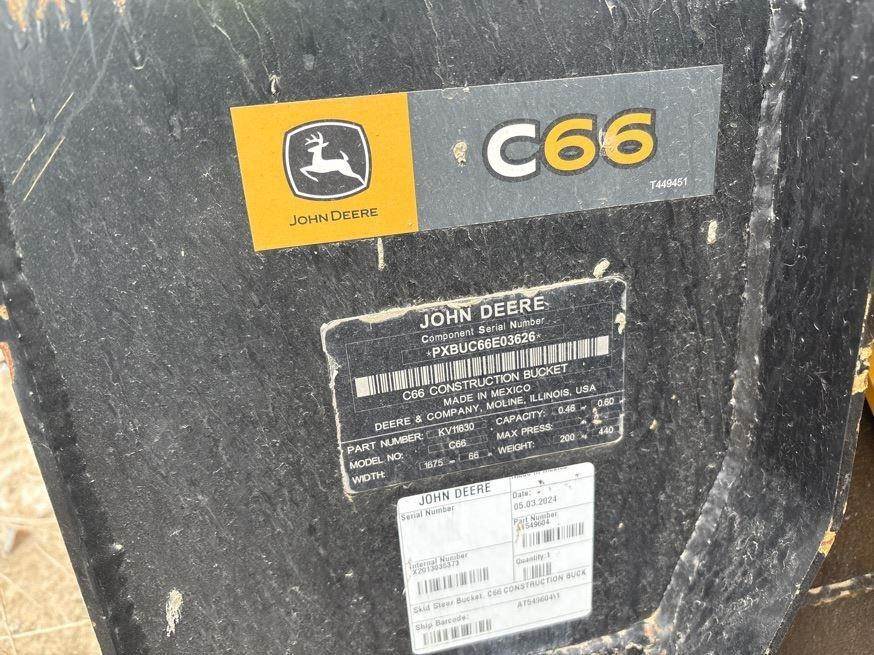 JOHN DEERE
C66
T449451
JOHN DEERE
Component Serial Number
*PXBUC66E03626*
C66 CONSTRUCTION BUCKET
MADE IN MEXICO
DEERE & COMPANY, MOLINE, ILLINOIS, USA
PART NUMBER: KV11630 CAPACITY: 0.46 - 0.60
MODEL NO: C66 MAX PRESS: -
WIDTH: 1675 - 66 - WEIGHT: 200 - 440
JOHN DEERE
Serial Number
Date:
05.03.2024
Part Number
AT549604
Internal Number
X2913035373
Quantity:1
Skid Steer Bucket, C66 CONSTRUCTION BUCK
Ship Barcode: